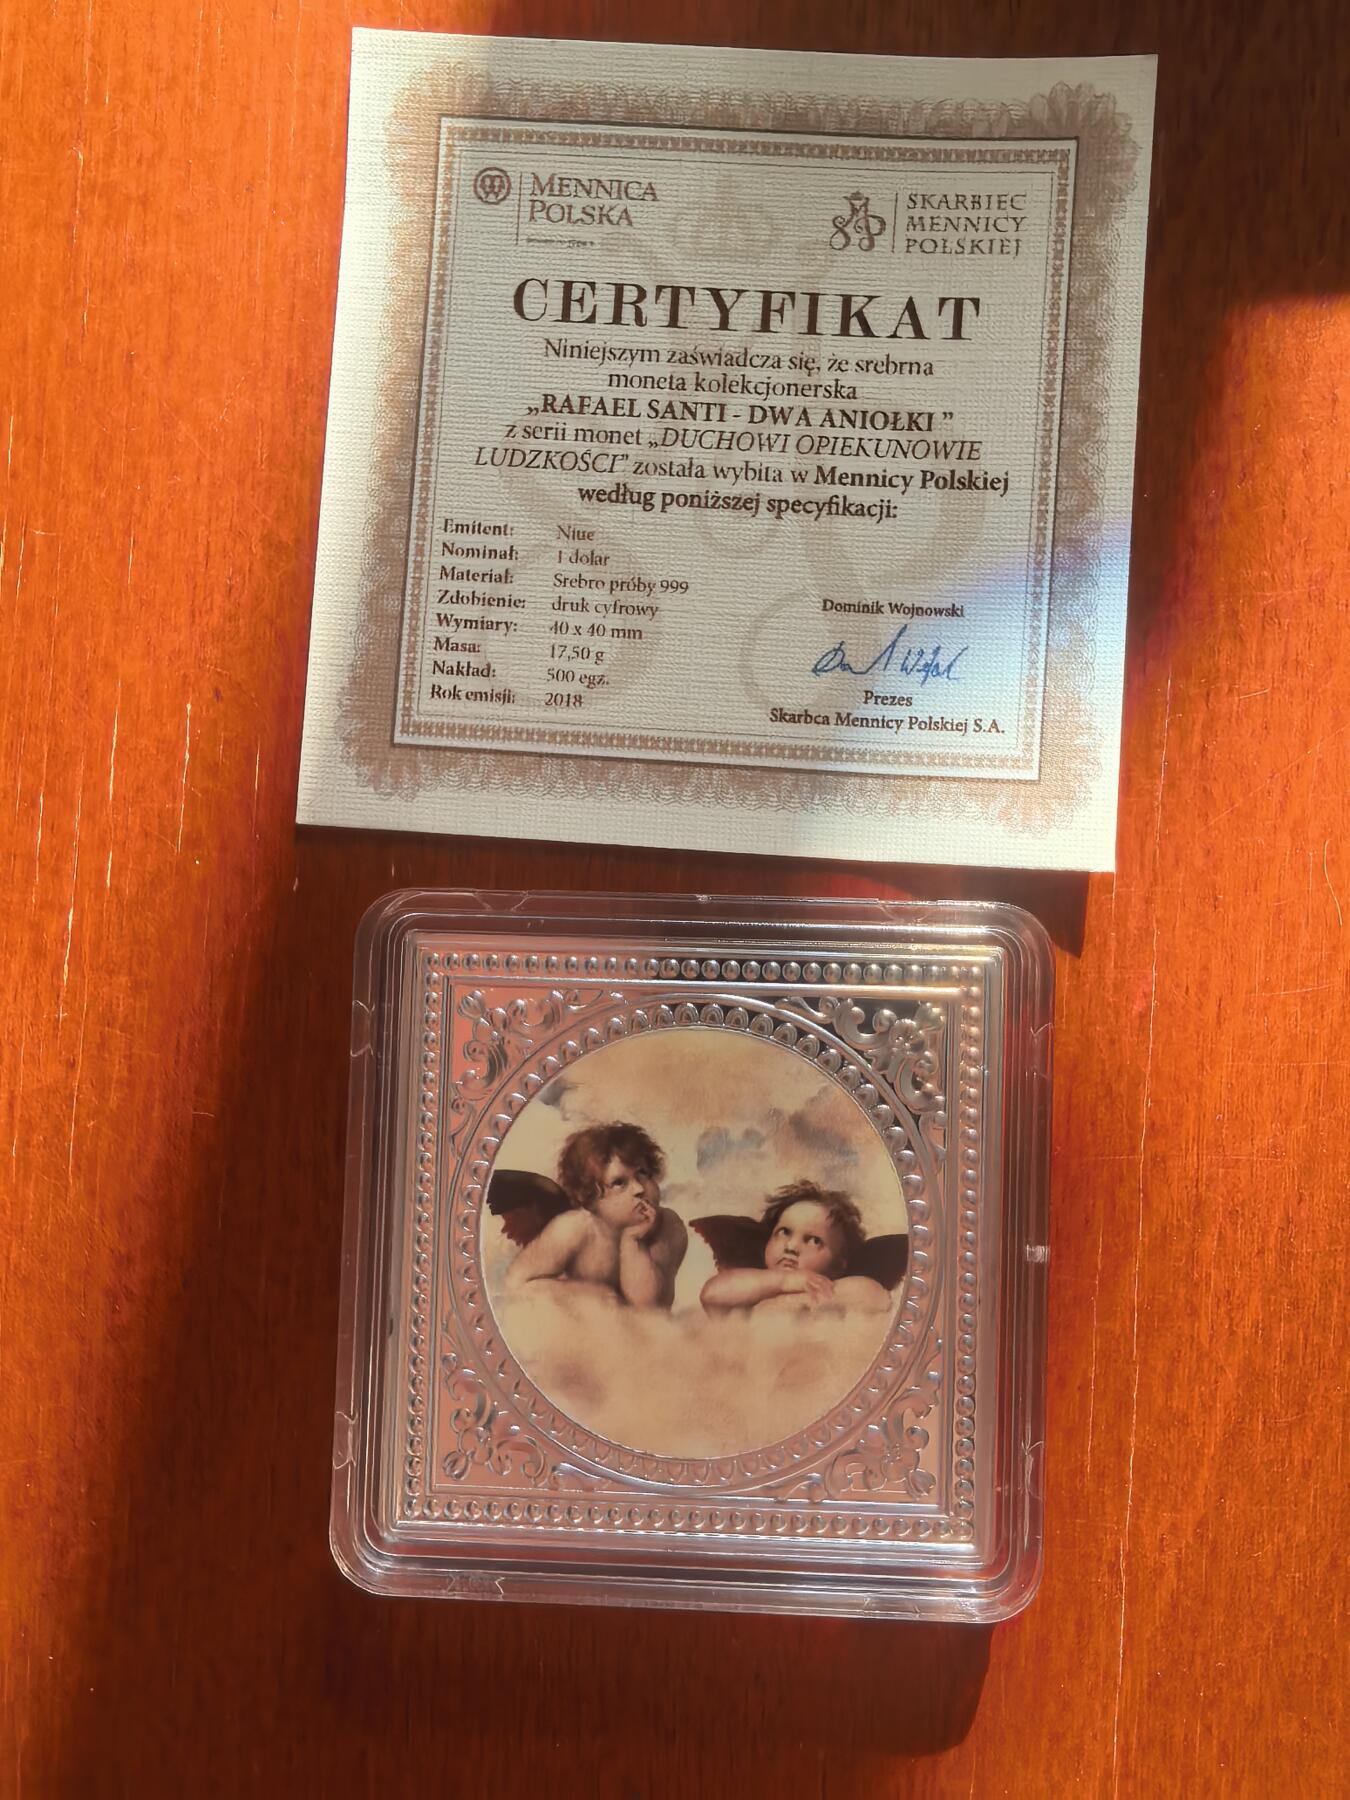 MENNICA
POLSKA
SKARBIEC
MENNICY
POLSKIEJ
CERTYFIKAT
Niniejszym zaświadcza się, że srebrna
moneta kolekcjonerska
„RAFAEL SANTI - DWA ANIOŁKI ”
z serii monet „DUCHOWI OPIEKUNOWIE
LUDZKOŚCI” została wybita w Mennicy Polskiej
według poniższej specyfikacji:
Emitent: Niue
Nominał: 1 dolar
Materiał: Srebro próby 999
Zdobienie: druk cyfrowy
Wymiary: 40 x 40 mm
Masa: 17,50 g
Nakład: 500 egz.
Rok emisji: 2018
Dominik Wojnowski
Prezes
Skarbca Mennicy Polskiej S.A.